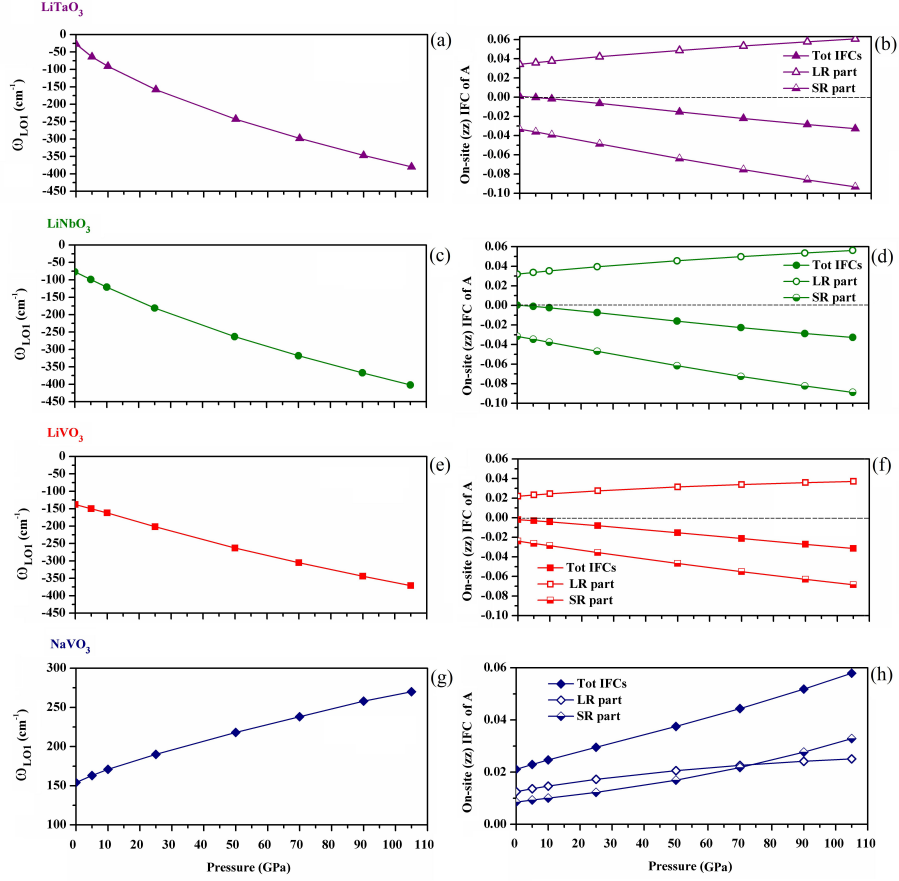 LiTaO3
0
-50
-100
-150
-200
-250
-300
-350
-400
-450
ωLO1 (cm-1)
(a)
0.06
0.04
0.02
0.00
-0.02
-0.04
-0.06
-0.08
-0.10
On-site (zz) IFC of A
Tot IFCs
LR part
SR part
(b)
LiNbO3
0
-50
-100
-150
-200
-250
-300
-350
-400
-450
ωLO1 (cm-1)
(c)
0.06
0.04
0.02
0.00
-0.02
-0.04
-0.06
-0.08
-0.10
On-site (zz) IFC of A
Tot IFCs
LR part
SR part
(d)
LiVO3
0
-50
-100
-150
-200
-250
-300
-350
-400
-450
ωLO1 (cm-1)
(e)
0.06
0.04
0.02
0.00
-0.02
-0.04
-0.06
-0.08
-0.10
On-site (zz) IFC of A
Tot IFCs
LR part
SR part
(f)
NaVO3
300
250
200
150
100
ωLO1 (cm-1)
(g)
0 10 20 30 40 50 60 70 80 90 100 110
Pressure (GPa)
0.06
0.04
0.02
0.00
On-site (zz) IFC of A
Tot IFCs
LR part
SR part
(h)
0 10 20 30 40 50 60 70 80 90 100 110
Pressure (GPa)